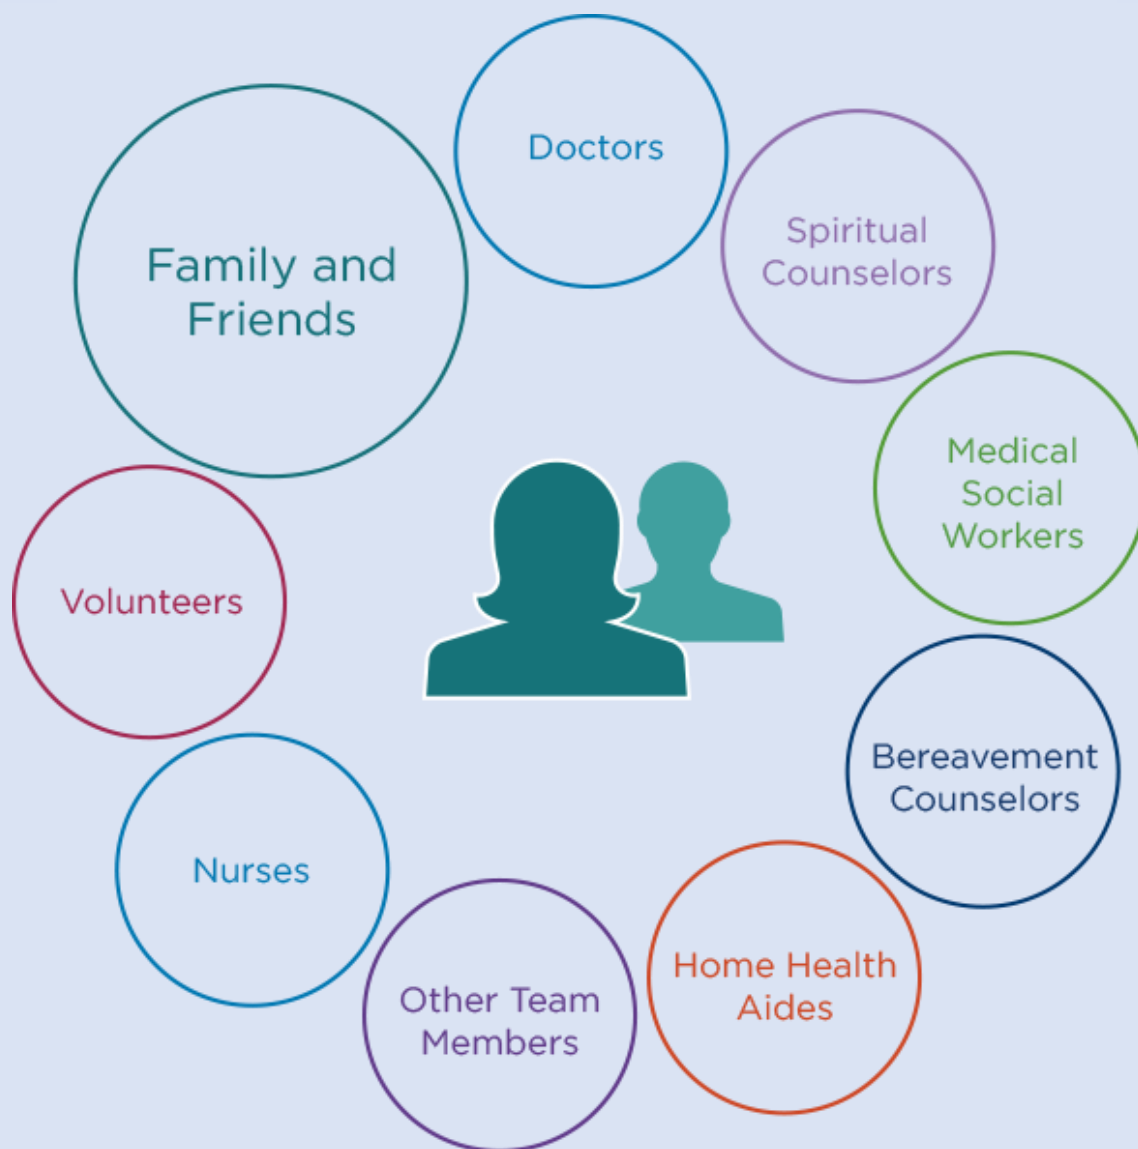 Doctors
Spiritual
Counselors
Family and
Friends
Medical
Social
Workers
Volunteers
Bereavement
Counselors
Nurses
Home Health
Aides
Other Team
Members